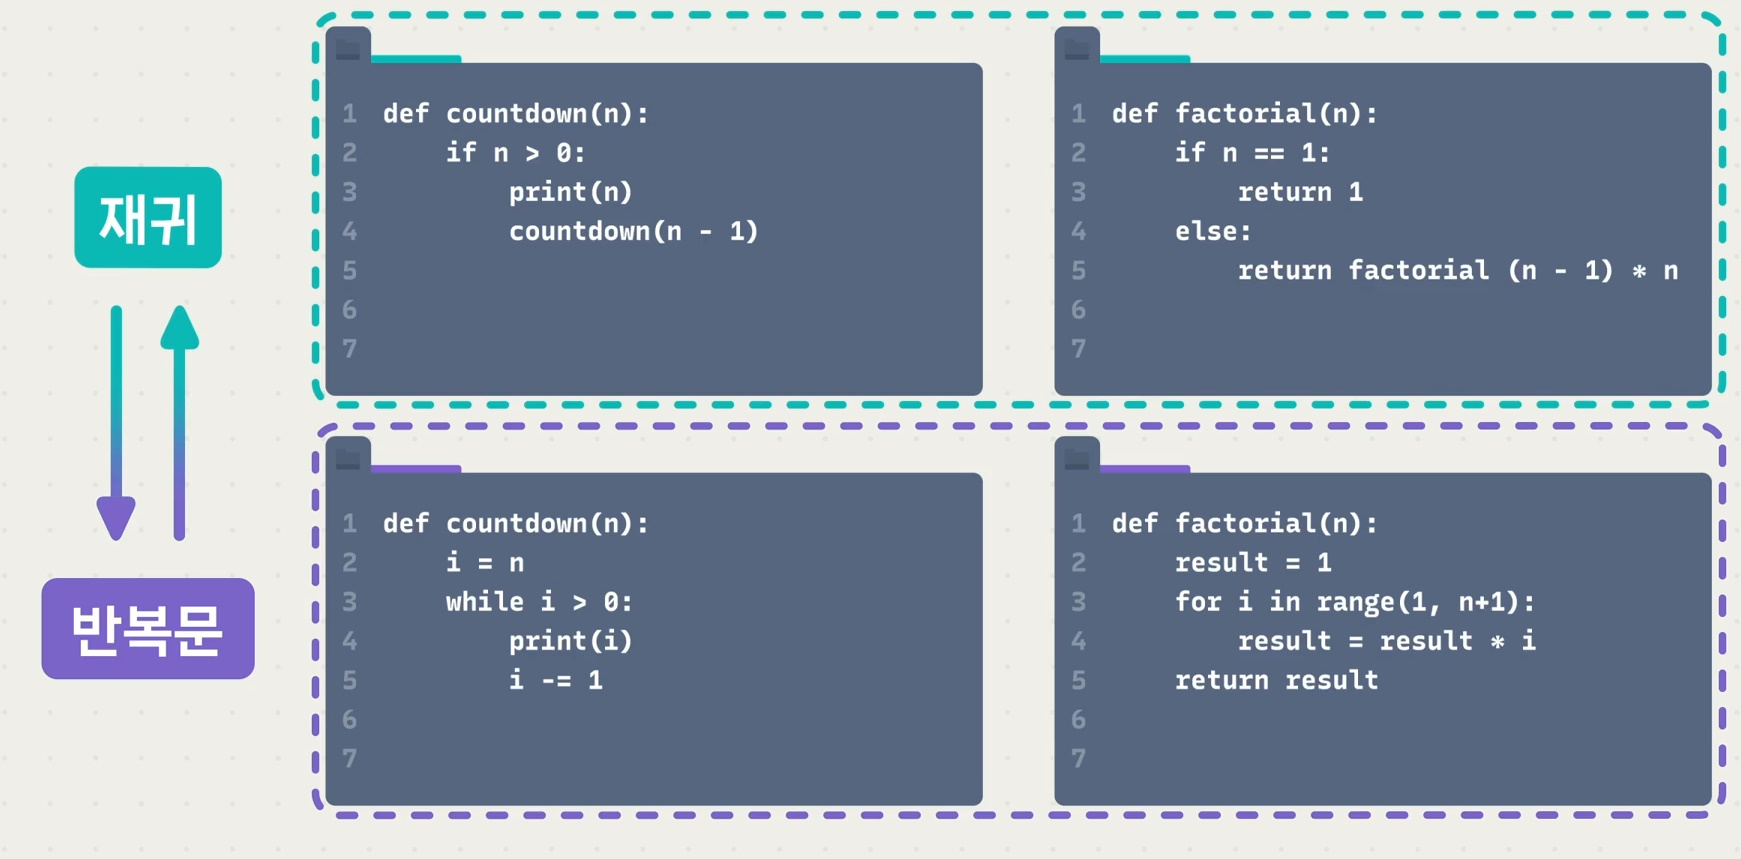 재귀
반복문
1 def countdown(n):
2     if n > 0:
3         print(n)
4         countdown(n - 1)
5
6
7
1 def factorial(n):
2     if n == 1:
3         return 1
4     else:
5         return factorial (n - 1) * n
6
7
1 def countdown(n):
2     i = n
3     while i > 0:
4         print(i)
5         i -= 1
6
7
1 def factorial(n):
2     result = 1
3     for i in range(1, n+1):
4         result = result * i
5     return result
6
7